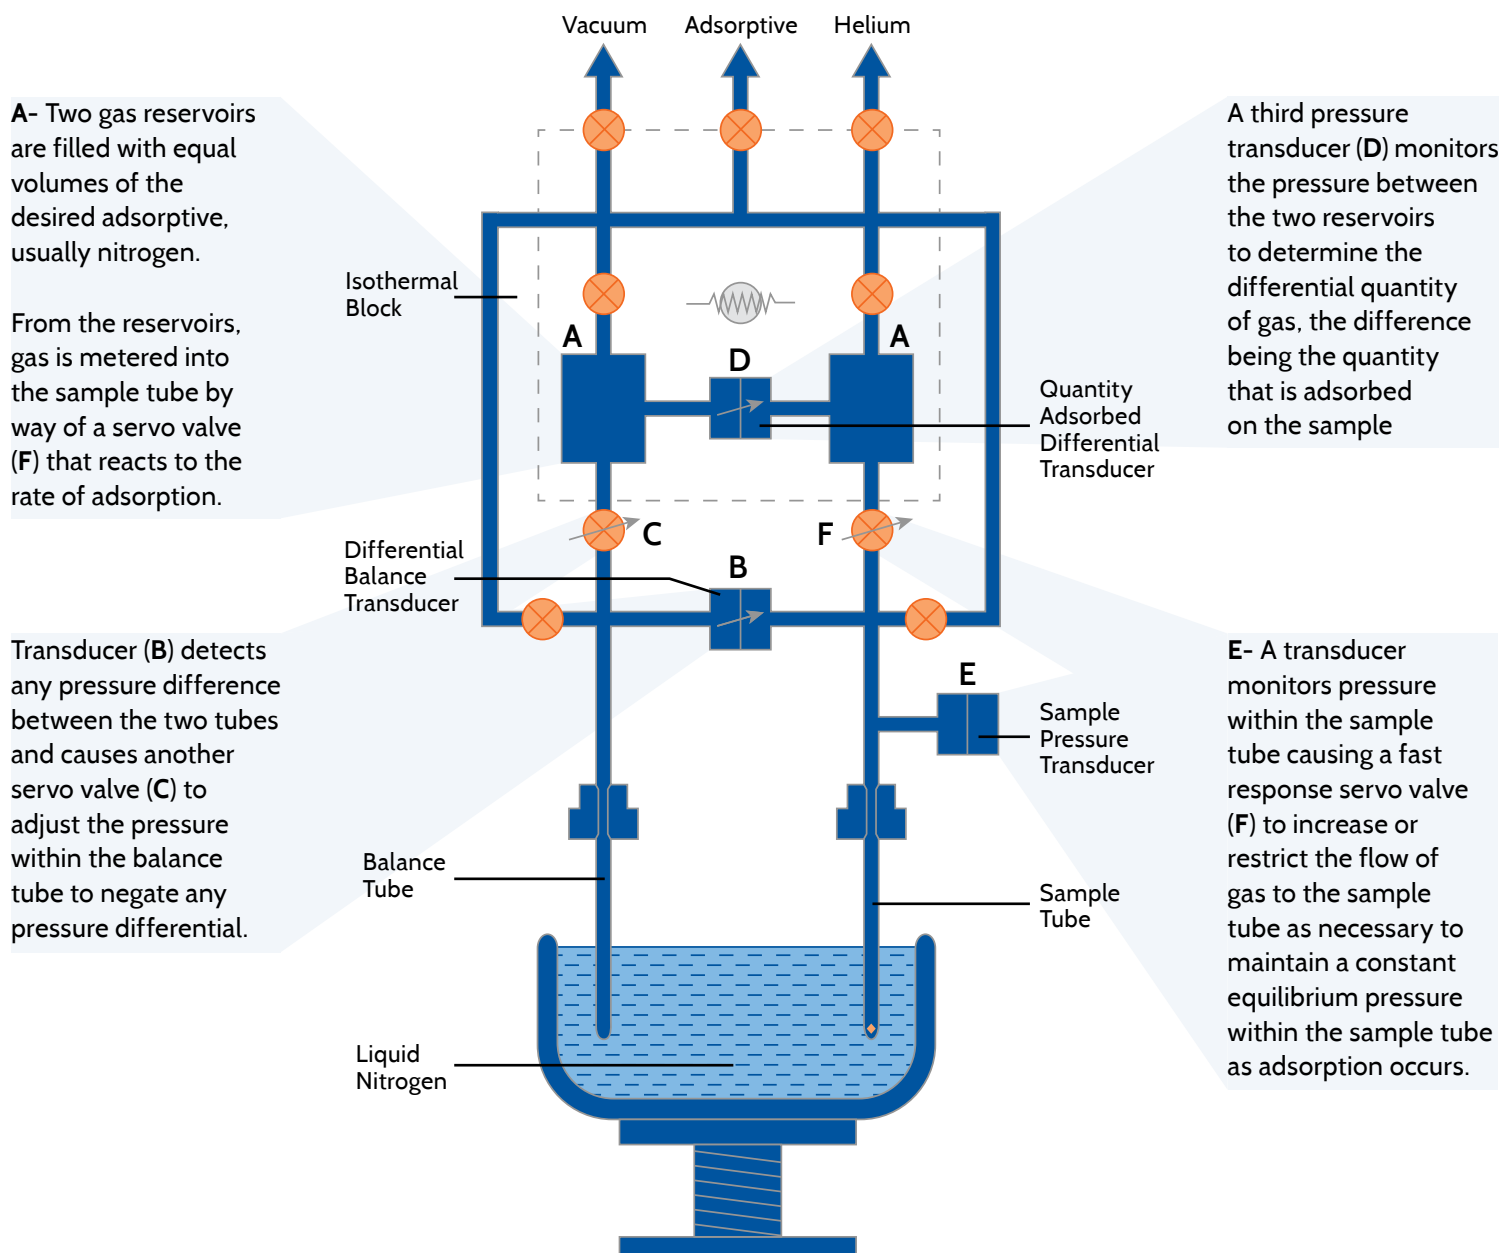 Vacuum
Adsorptive
Helium
A- Two gas reservoirs
are filled with equal
volumes of the
desired adsorptive,
usually nitrogen.
From the reservoirs,
gas is metered into
the sample tube by
way of a servo valve
(F) that reacts to the
rate of adsorption.
A third pressure
transducer (D) monitors
the pressure between
the two reservoirs
to determine the
differential quantity
of gas, the difference
being the quantity
that is adsorbed
on the sample
Isothermal
Block
A
A
D
Quantity
Adsorbed
Differential
Transducer
C
F
Differential
Balance
Transducer
B
Transducer (B) detects
any pressure difference
between the two tubes
and causes another
servo valve (C) to
adjust the pressure
within the balance
tube to negate any
pressure differential.
E- A transducer
monitors pressure
within the sample
tube causing a fast
response servo valve
(F) to increase or
restrict the flow of
gas to the sample
tube as necessary to
maintain a constant
equilibrium pressure
within the sample tube
as adsorption occurs.
E
Sample
Pressure
Transducer
Balance
Tube
Sample
Tube
Liquid
Nitrogen